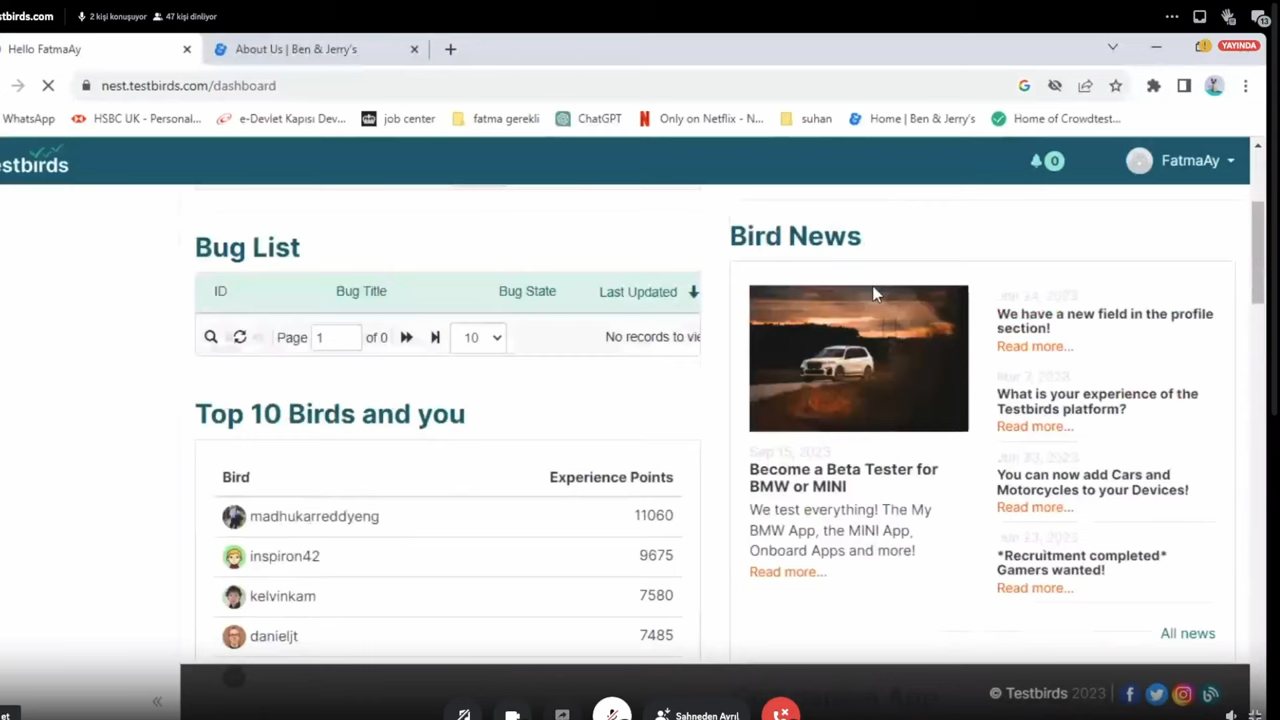 stbirds.com
2 kişi konuşuyor
47 kişi dinliyor
13
Hello FatmaAy
About Us | Ben & Jerry's
YAYINDA
nest.testbirds.com/dashboard
WhatsApp
HSBC UK - Personal...
e-Devlet Kapısı Dev...
job center
fatma gerekli
ChatGPT
Only on Netflix - N...
suhan
Home | Ben & Jerry's
Home of Crowdtest...
estbirds
0
FatmaAy
Bug List
ID
Bug Title
Bug State
Last Updated
Page
1
of 0
10
No records to vie
Top 10 Birds and you
Bird
Experience Points
madhukarreddyeng
11060
inspiron42
9675
kelvinkam
7580
danieljt
7485
Bird News
Sep 15, 2023
Become a Beta Tester for
BMW or MINI
We test everything! The My
BMW App, the MINI App,
Onboard Apps and more!
Read more...
We have a new field in the profile
section!
Read more...
What is your experience of the
Testbirds platform?
Read more...
You can now add Cars and
Motorcycles to your Devices!
Read more...
*Recruitment completed*
Gamers wanted!
Read more...
All news
© Testbirds 2023
et
Sahneden Ayrıl